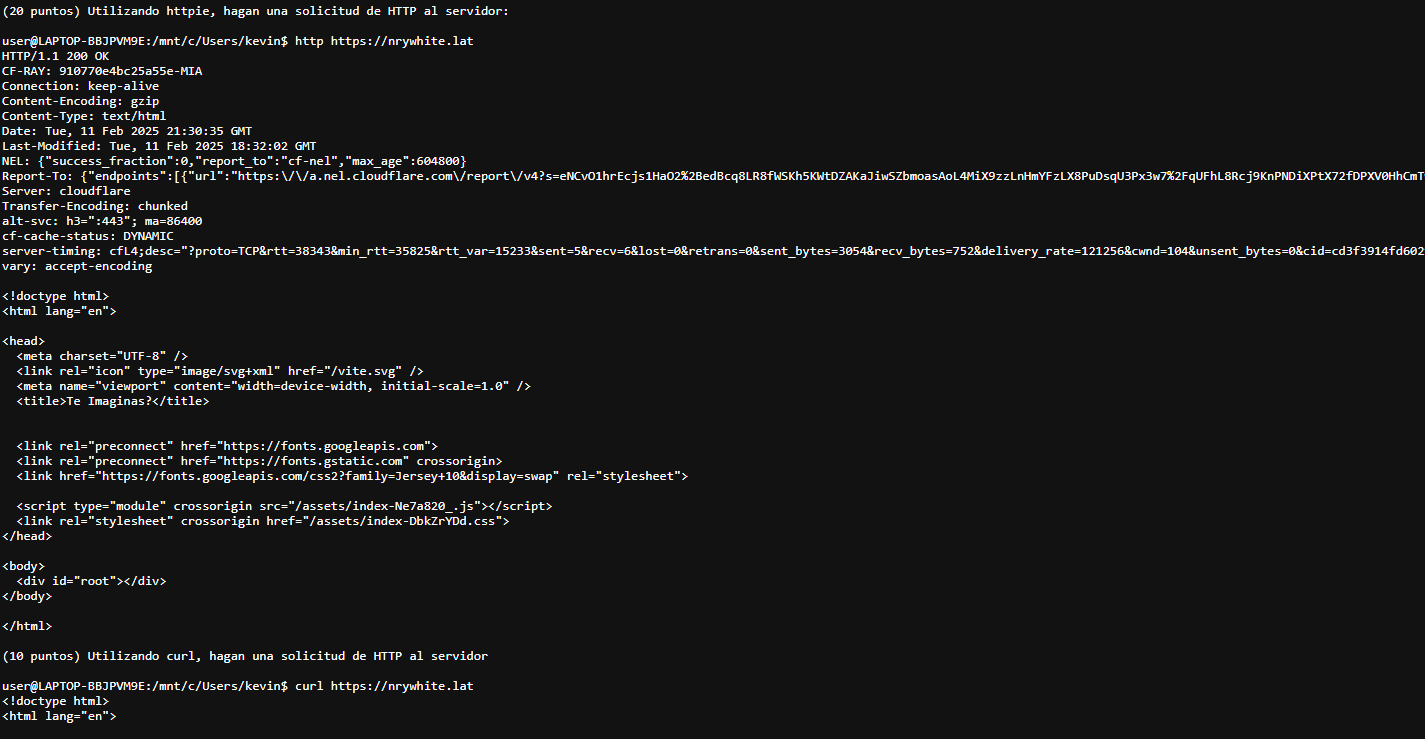 (20 puntos) Utilizando httpie, hagan una solicitud de HTTP al servidor:
user@LAPTOP-BBJPVM9E:/mnt/c/Users/kevin$ http https://nrywhite.lat
HTTP/1.1 200 OK
CF-RAY: 910770e4bc25a55e-MIA
Connection: keep-alive
Content-Encoding: gzip
Content-Type: text/html
Date: Tue, 11 Feb 2025 21:30:35 GMT
Last-Modified: Tue, 11 Feb 2025 18:32:02 GMT
NEL: {"success_fraction":0,"report_to":"cf-nel","max_age":604800}
Report-To: {"endpoints":[{"url":"https:\/\/a.nel.cloudflare.com\/report\/v4?s=eNCvO1hrEcjs1HaO2%2BedBcq8LR8fWSKh5KWtDZAKaJiwSZbmoasAoL4MiX9zzLnHmYFzLX8PuDsqU3Px3w7%2FqUFhL8Rcj9KnPNDiXPtX72fDPXV0HhCmT
Server: cloudflare
Transfer-Encoding: chunked
alt-svc: h3=":443"; ma=86400
cf-cache-status: DYNAMIC
server-timing: cfL4;desc="?proto=TCP&rtt=38343&min_rtt=35825&rtt_var=15233&sent=5&recv=6&lost=0&retrans=0&sent_bytes=3054&recv_bytes=752&delivery_rate=121256&cwnd=104&unsent_bytes=0&cid=cd3f3914fd602
vary: accept-encoding
<!doctype html>
<html lang="en">
<head>
<meta charset="UTF-8" />
<link rel="icon" type="image/svg+xml" href="/vite.svg" />
<meta name="viewport" content="width=device-width, initial-scale=1.0" />
<title>Te Imaginas?</title>
<link rel="preconnect" href="https://fonts.googleapis.com">
<link rel="preconnect" href="https://fonts.gstatic.com" crossorigin>
<link href="https://fonts.googleapis.com/css2?family=Jersey+10&display=swap" rel="stylesheet">
<script type="module" crossorigin src="/assets/index-Ne7a820_.js"></script>
<link rel="stylesheet" crossorigin href="/assets/index-DbkZrYDd.css">
</head>
<body>
<div id="root"></div>
</body>
</html>
(10 puntos) Utilizando curl, hagan una solicitud de HTTP al servidor
user@LAPTOP-BBJPVM9E:/mnt/c/Users/kevin$ curl https://nrywhite.lat
<!doctype html>
<html lang="en">